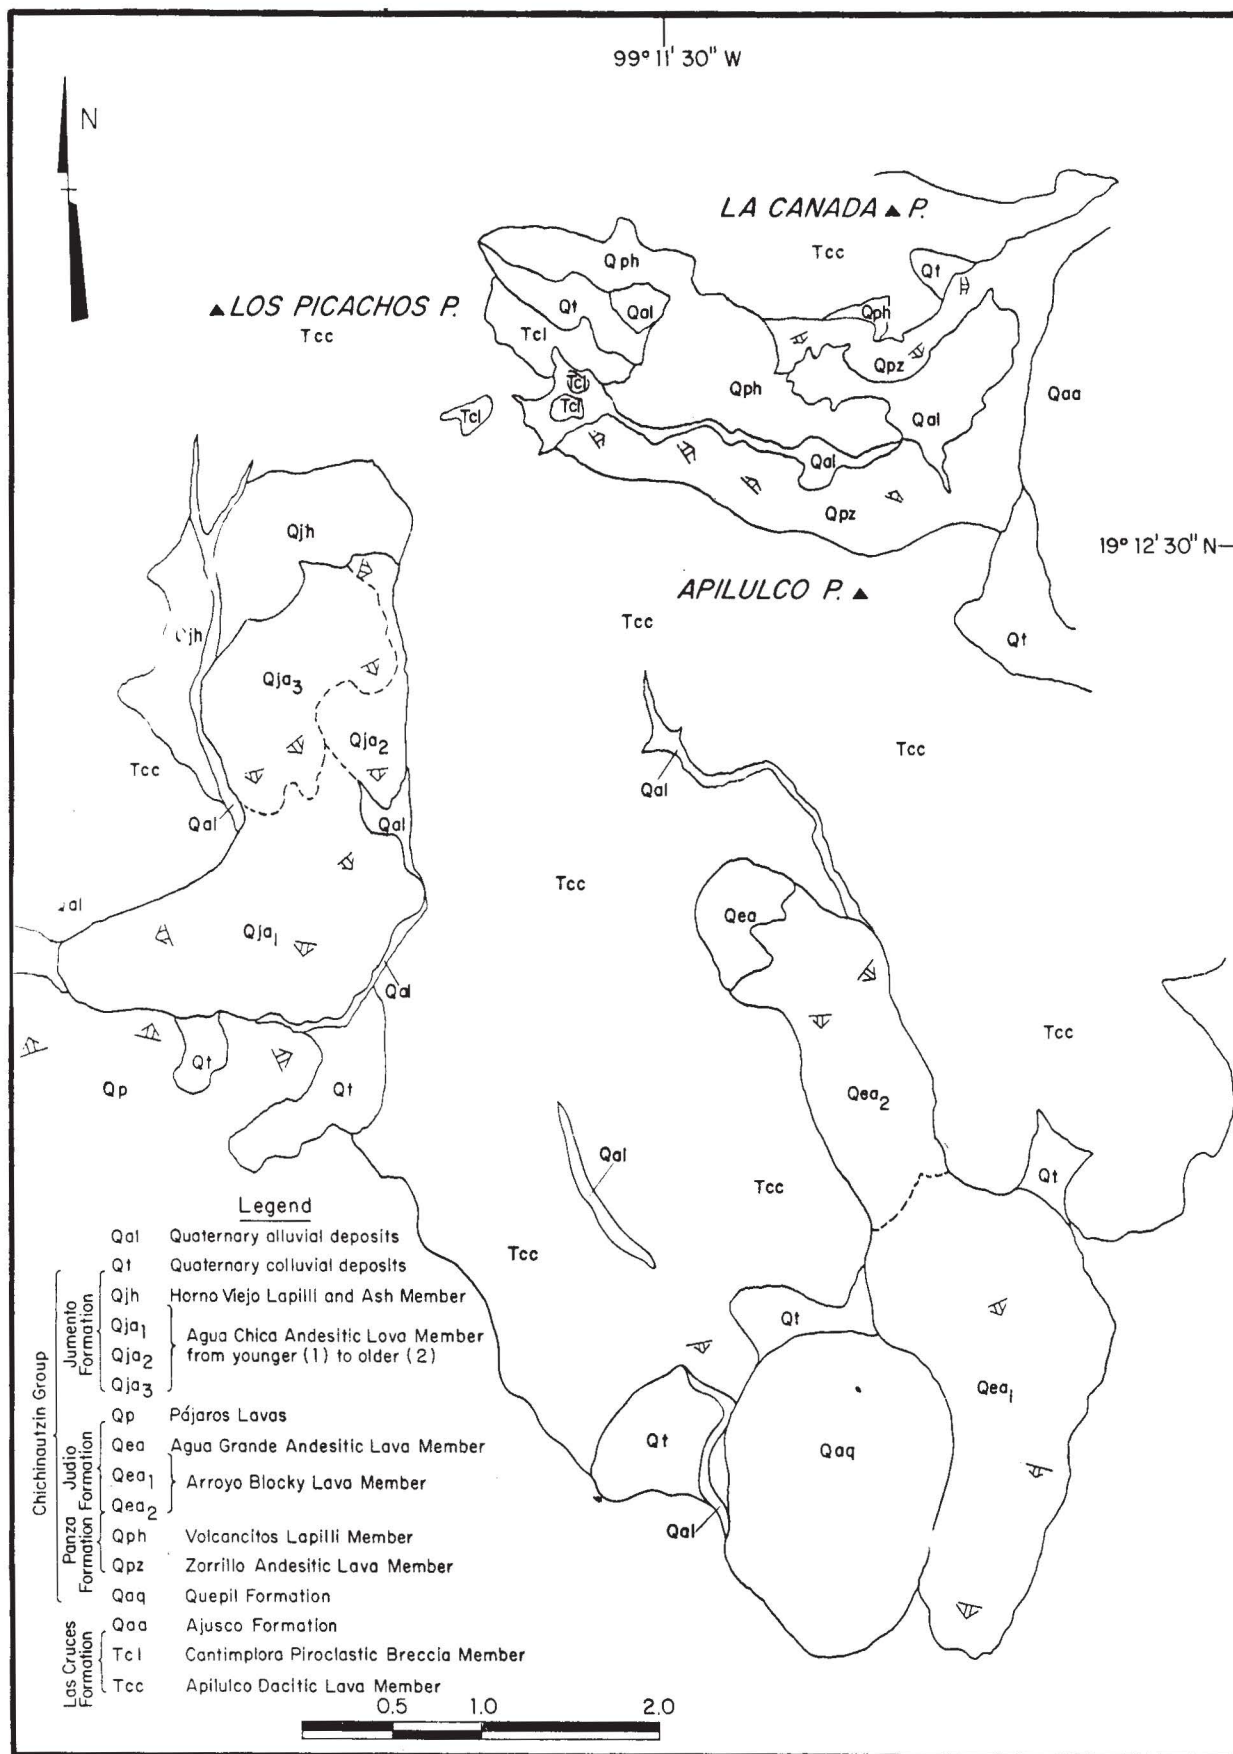 99° 11' 30" W
N
LA CANADA ▲ P.
Tcc
Qph
Qt
▲ LOS PICACHOS P.
Tcc
Qt
Qal
Qph
Tcl
Qpz
Tcl
Tcl
Tcl
Qph
Qaa
Qal
Qal
Qpz
Qjh
19° 12' 30" N
APILULCO P. ▲
Tcc
Qjh
Qt
Qja3
Qja2
Tcc
Tcc
Qal
Qal
Qal
Tcc
Qea
Qja1
Qal
Tcc
Qt
Qp
Qt
Qea2
Qal
Tcc
Qt
Tcc
Qt
Qea1
Qt
Qaq
Qal
Legend
Qal Quaternary alluvial deposits
Qt Quaternary colluvial deposits
Chichinautzin Group
Jumento Formation
Qjh Horno Viejo Lapilli and Ash Member
Qja1
Qja2
Qja3
Agua Chica Andesitic Lava Member
from younger (1) to older (2)
Judio Formation
Qp Pájaros Lavas
Qea Agua Grande Andesitic Lava Member
Qea1
Qea2
Arroyo Blocky Lava Member
Panza Formation
Qph Volcancitos Lapilli Member
Qpz Zorrillo Andesitic Lava Member
Qaq Quepil Formation
Las Cruces Formation
Qaa Ajusco Formation
Tcl Cantimplora Piroclastic Breccia Member
Tcc Apilulco Dacitic Lava Member
0.5 1.0 2.0